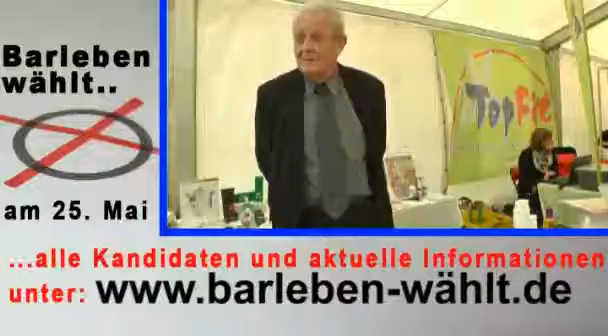 Barleben
wählt..
am 25. Mai
TopFit
...alle Kandidaten und aktuelle Informationen
unter: www.barleben-wählt.de